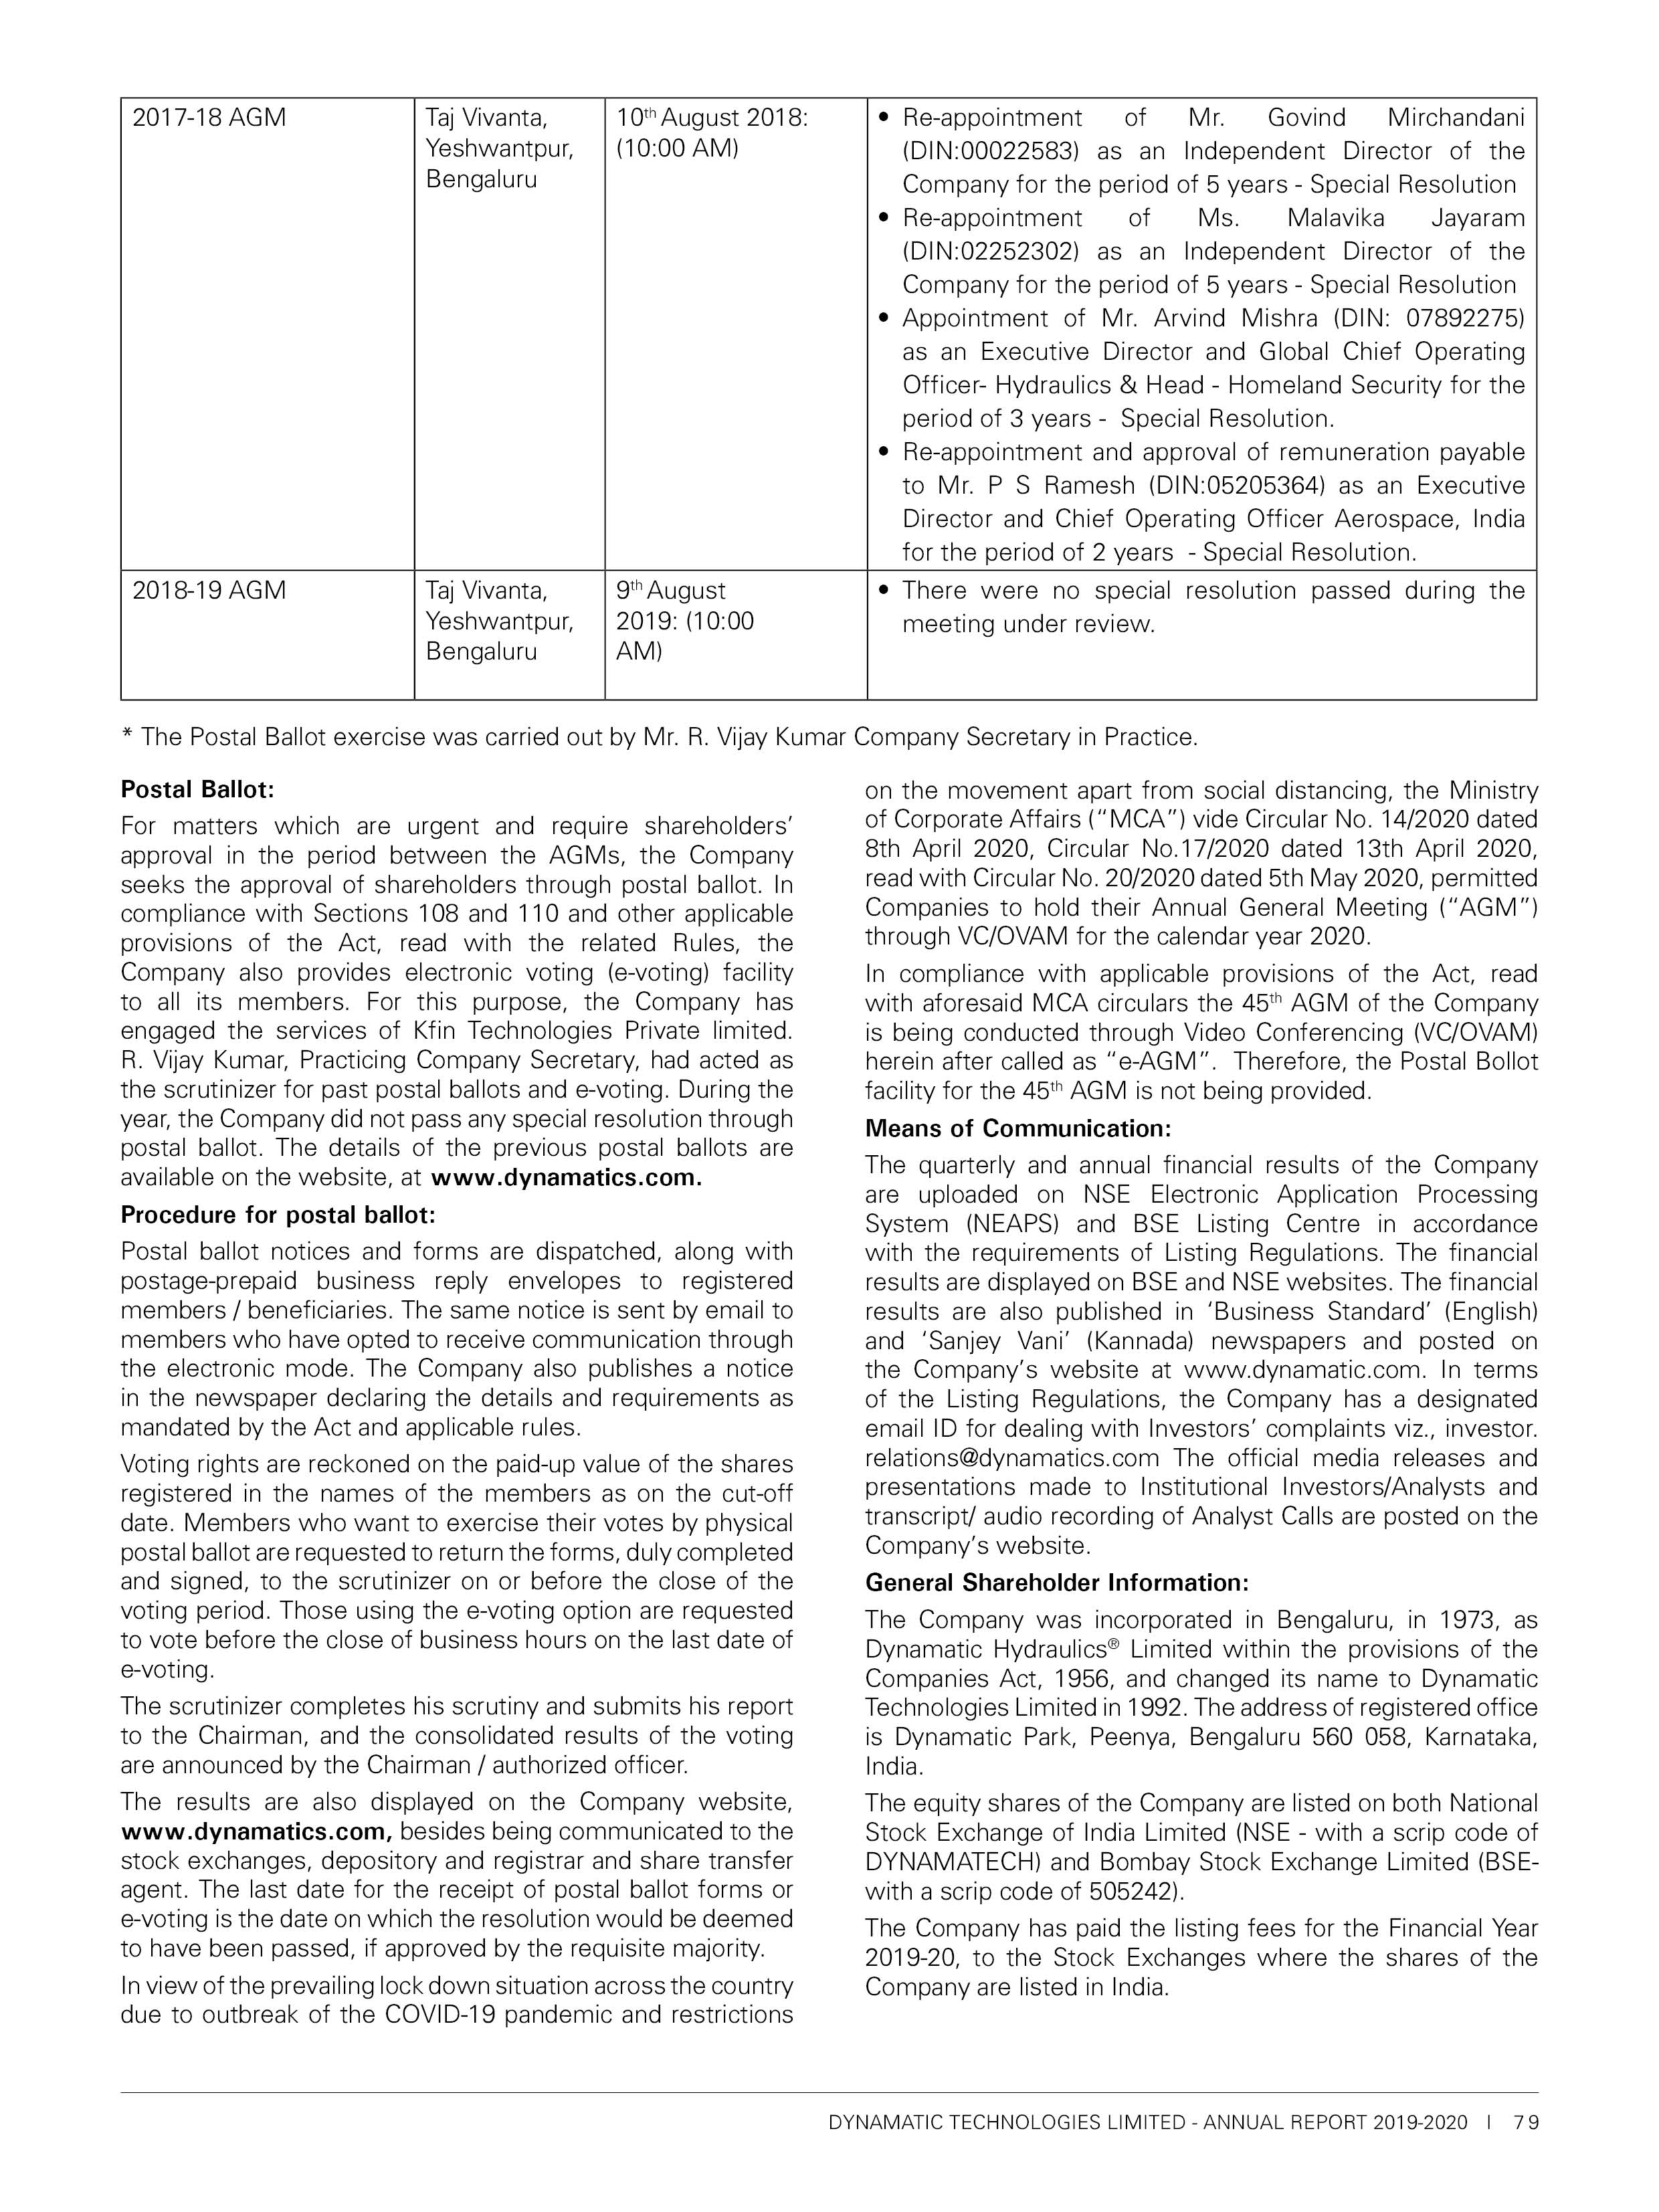 2017-18 AGM
Taj Vivanta,
Yeshwantpur,
Bengaluru
10th August 2018:
(10:00 AM)
• Re-appointment of Mr. Govind Mirchandani
(DIN:00022583) as an Independent Director of the
Company for the period of 5 years - Special Resolution
• Re-appointment of Ms. Malavika Jayaram
(DIN:02252302) as an Independent Director of the
Company for the period of 5 years - Special Resolution
• Appointment of Mr. Arvind Mishra (DIN: 07892275)
as an Executive Director and Global Chief Operating
Officer- Hydraulics & Head - Homeland Security for the
period of 3 years - Special Resolution.
• Re-appointment and approval of remuneration payable
to Mr. P S Ramesh (DIN:05205364) as an Executive
Director and Chief Operating Officer Aerospace, India
for the period of 2 years - Special Resolution.
2018-19 AGM
Taj Vivanta,
Yeshwantpur,
Bengaluru
9th August
2019: (10:00
AM)
• There were no special resolution passed during the
meeting under review.
* The Postal Ballot exercise was carried out by Mr. R. Vijay Kumar Company Secretary in Practice.
Postal Ballot:
For matters which are urgent and require shareholders’
approval in the period between the AGMs, the Company
seeks the approval of shareholders through postal ballot. In
compliance with Sections 108 and 110 and other applicable
provisions of the Act, read with the related Rules, the
Company also provides electronic voting (e-voting) facility
to all its members. For this purpose, the Company has
engaged the services of Kfin Technologies Private limited.
R. Vijay Kumar, Practicing Company Secretary, had acted as
the scrutinizer for past postal ballots and e-voting. During the
year, the Company did not pass any special resolution through
postal ballot. The details of the previous postal ballots are
available on the website, at www.dynamatics.com.
Procedure for postal ballot:
Postal ballot notices and forms are dispatched, along with
postage-prepaid business reply envelopes to registered
members / beneficiaries. The same notice is sent by email to
members who have opted to receive communication through
the electronic mode. The Company also publishes a notice
in the newspaper declaring the details and requirements as
mandated by the Act and applicable rules.
Voting rights are reckoned on the paid-up value of the shares
registered in the names of the members as on the cut-off
date. Members who want to exercise their votes by physical
postal ballot are requested to return the forms, duly completed
and signed, to the scrutinizer on or before the close of the
voting period. Those using the e-voting option are requested
to vote before the close of business hours on the last date of
e-voting.
The scrutinizer completes his scrutiny and submits his report
to the Chairman, and the consolidated results of the voting
are announced by the Chairman / authorized officer.
The results are also displayed on the Company website,
www.dynamatics.com, besides being communicated to the
stock exchanges, depository and registrar and share transfer
agent. The last date for the receipt of postal ballot forms or
e-voting is the date on which the resolution would be deemed
to have been passed, if approved by the requisite majority.
In view of the prevailing lock down situation across the country
due to outbreak of the COVID-19 pandemic and restrictions
on the movement apart from social distancing, the Ministry
of Corporate Affairs (“MCA”) vide Circular No. 14/2020 dated
8th April 2020, Circular No.17/2020 dated 13th April 2020,
read with Circular No. 20/2020 dated 5th May 2020, permitted
Companies to hold their Annual General Meeting (“AGM”)
through VC/OVAM for the calendar year 2020.
In compliance with applicable provisions of the Act, read
with aforesaid MCA circulars the 45th AGM of the Company
is being conducted through Video Conferencing (VC/OVAM)
herein after called as “e-AGM”. Therefore, the Postal Bollot
facility for the 45th AGM is not being provided.
Means of Communication:
The quarterly and annual financial results of the Company
are uploaded on NSE Electronic Application Processing
System (NEAPS) and BSE Listing Centre in accordance
with the requirements of Listing Regulations. The financial
results are displayed on BSE and NSE websites. The financial
results are also published in ‘Business Standard’ (English)
and ‘Sanjey Vani’ (Kannada) newspapers and posted on
the Company’s website at www.dynamatic.com. In terms
of the Listing Regulations, the Company has a designated
email ID for dealing with Investors’ complaints viz., investor.
relations@dynamatics.com The official media releases and
presentations made to Institutional Investors/Analysts and
transcript/ audio recording of Analyst Calls are posted on the
Company’s website.
General Shareholder Information:
The Company was incorporated in Bengaluru, in 1973, as
Dynamatic Hydraulics® Limited within the provisions of the
Companies Act, 1956, and changed its name to Dynamatic
Technologies Limited in 1992. The address of registered office
is Dynamatic Park, Peenya, Bengaluru 560 058, Karnataka,
India.
The equity shares of the Company are listed on both National
Stock Exchange of India Limited (NSE - with a scrip code of
DYNAMATECH) and Bombay Stock Exchange Limited (BSE-
with a scrip code of 505242).
The Company has paid the listing fees for the Financial Year
2019-20, to the Stock Exchanges where the shares of the
Company are listed in India.
DYNAMATIC TECHNOLOGIES LIMITED - ANNUAL REPORT 2019-2020 I 79